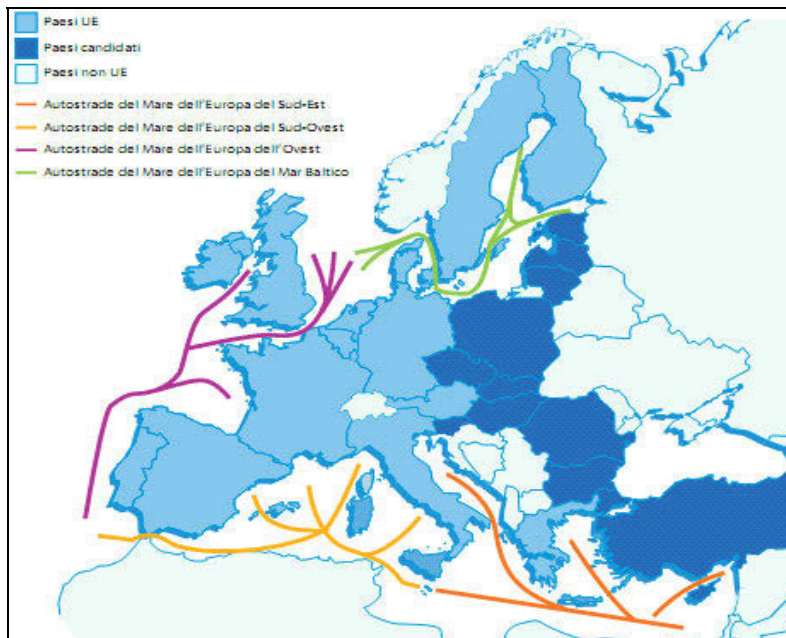 Paesi UE
Paesi candidati
Paesi non UE
Autostrade del Mare dell'Europa del Sud-Est
Autostrade del Mare dell'Europa del Sud-Ovest
Autostrade del Mare dell'Europa dell'Ovest
Autostrade del Mare dell'Europa del Mar Baltico